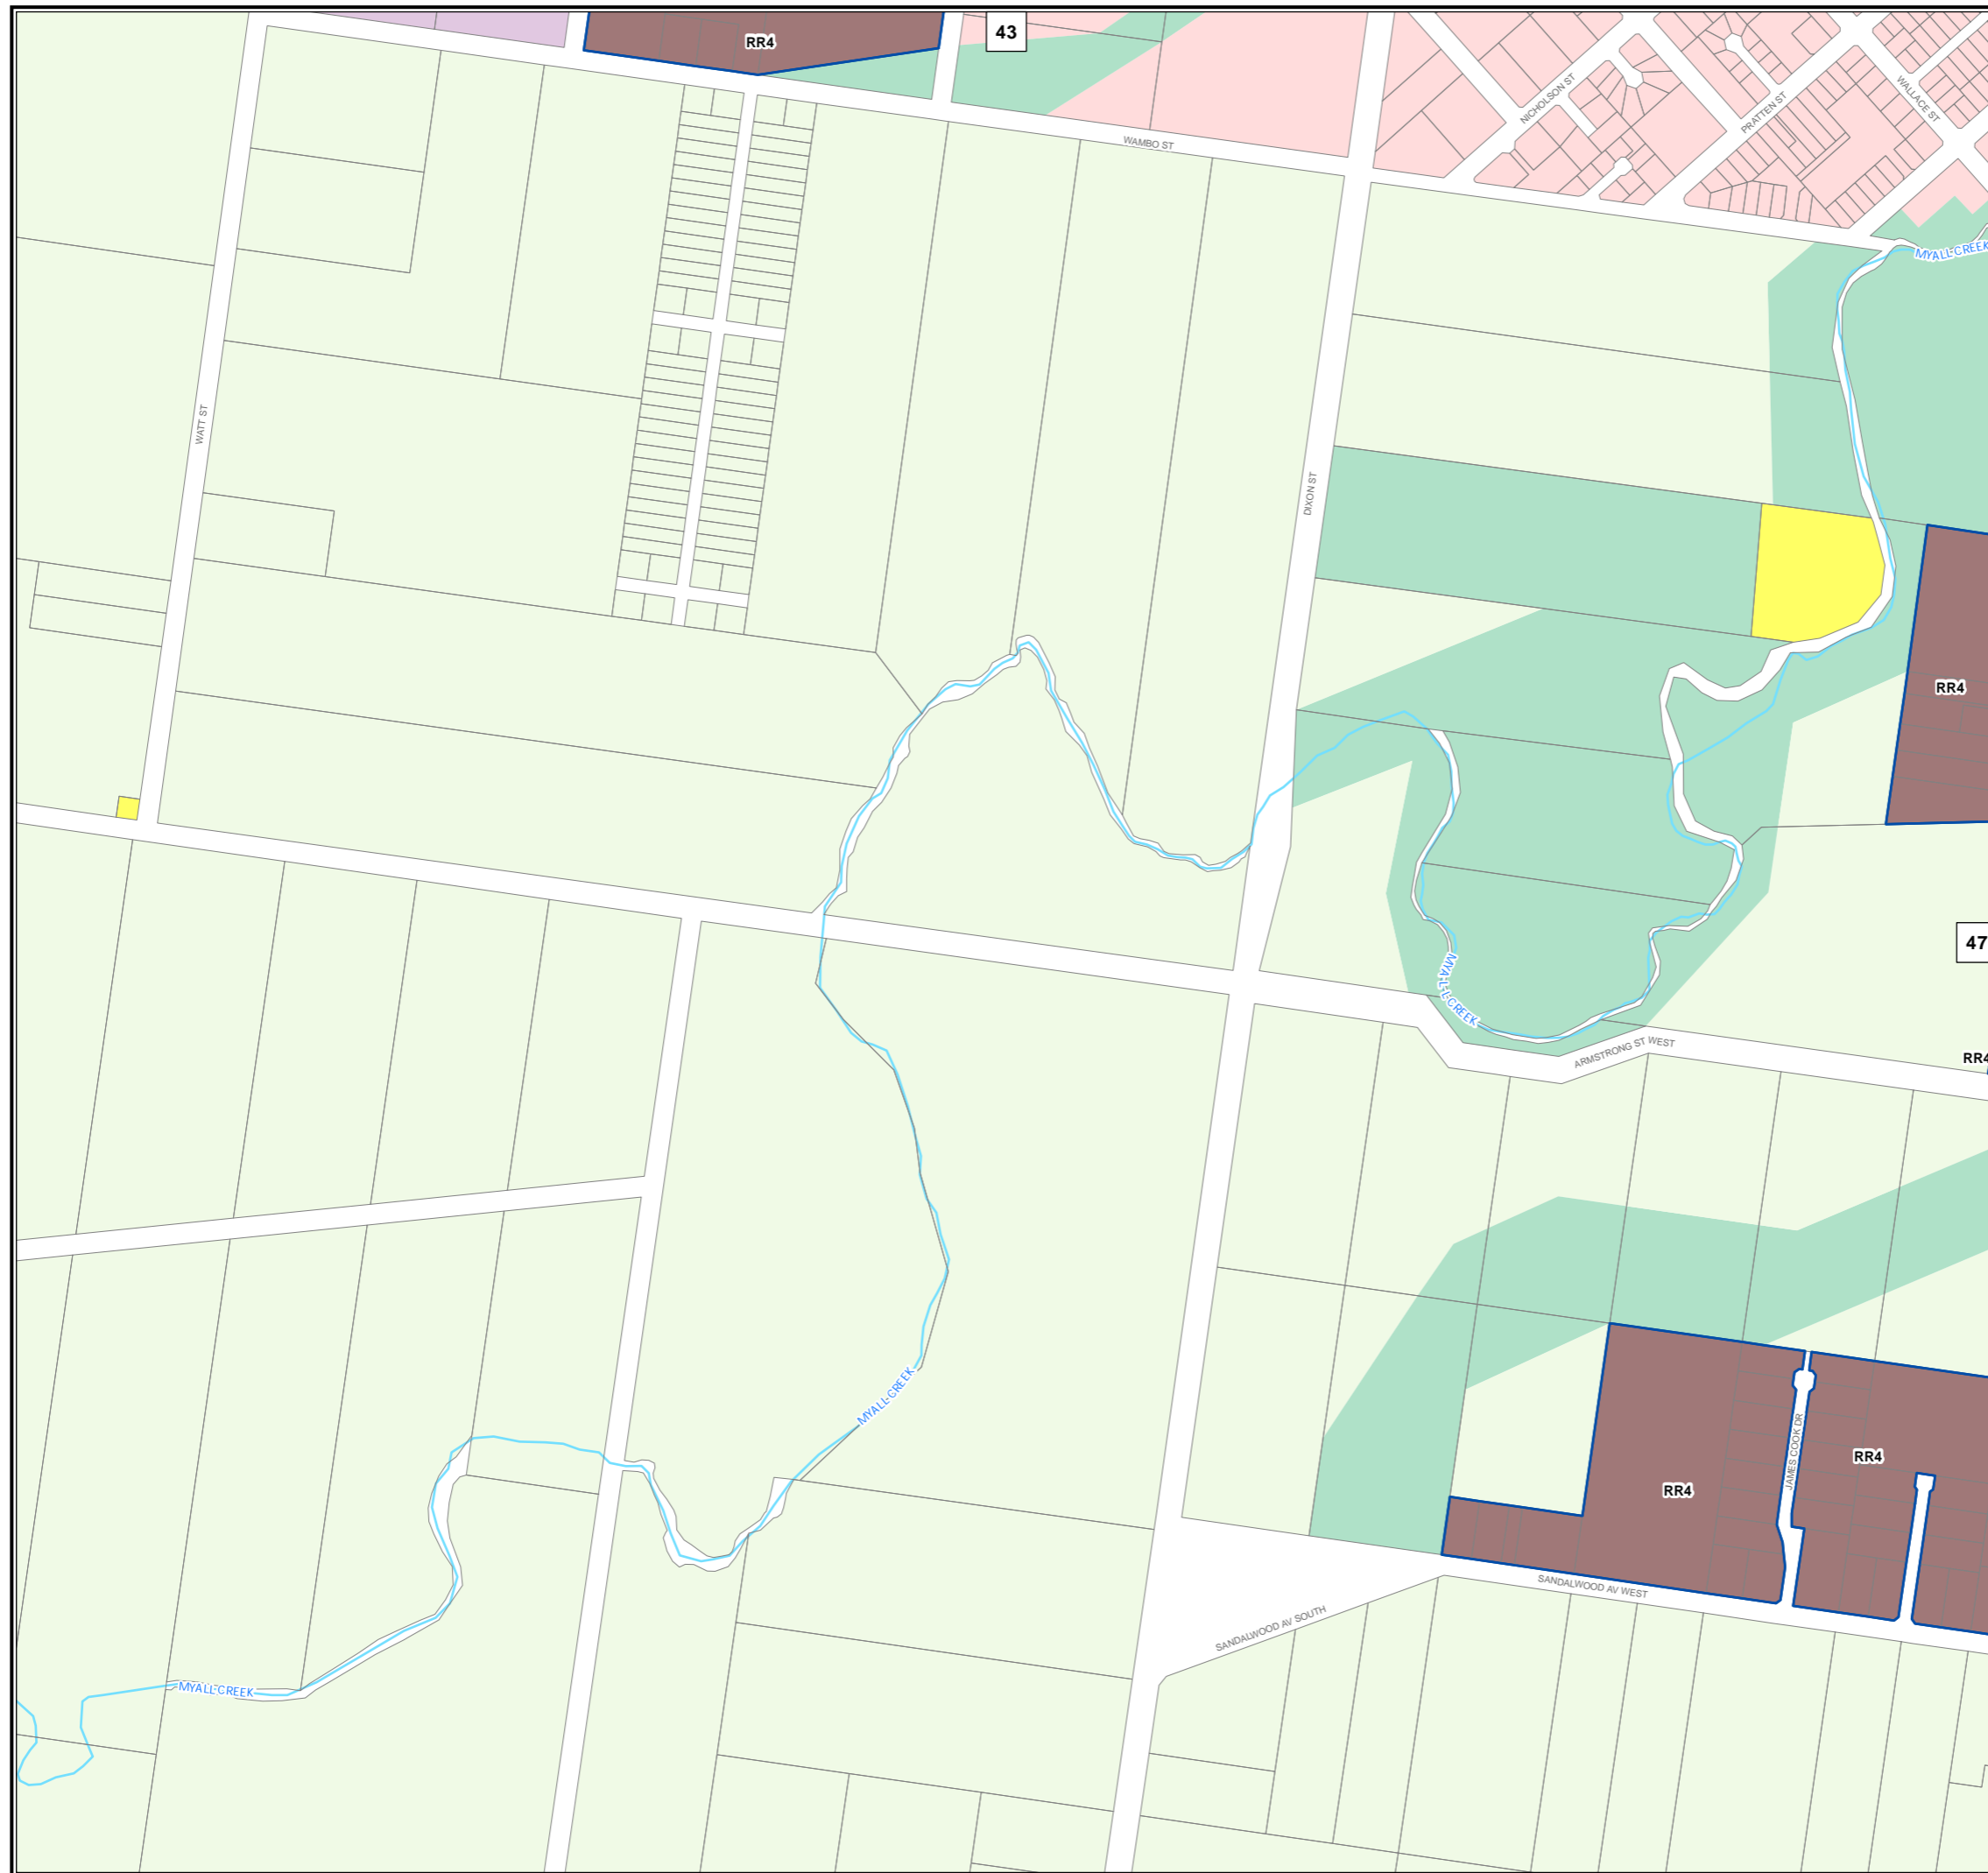 RR4
43
NICHOLSON ST
PRATTEN ST
WALLACE ST
WAMBO ST
MYALL CREEK
WATT ST
DIXON ST
RR4
47
MYALL CREEK
ARMSTRONG ST WEST
RR4
MYALL CREEK
JAMES COOK DR
RR4
RR4
SANDALWOOD AV WEST
SANDALWOOD AV SOUTH
MYALL CREEK